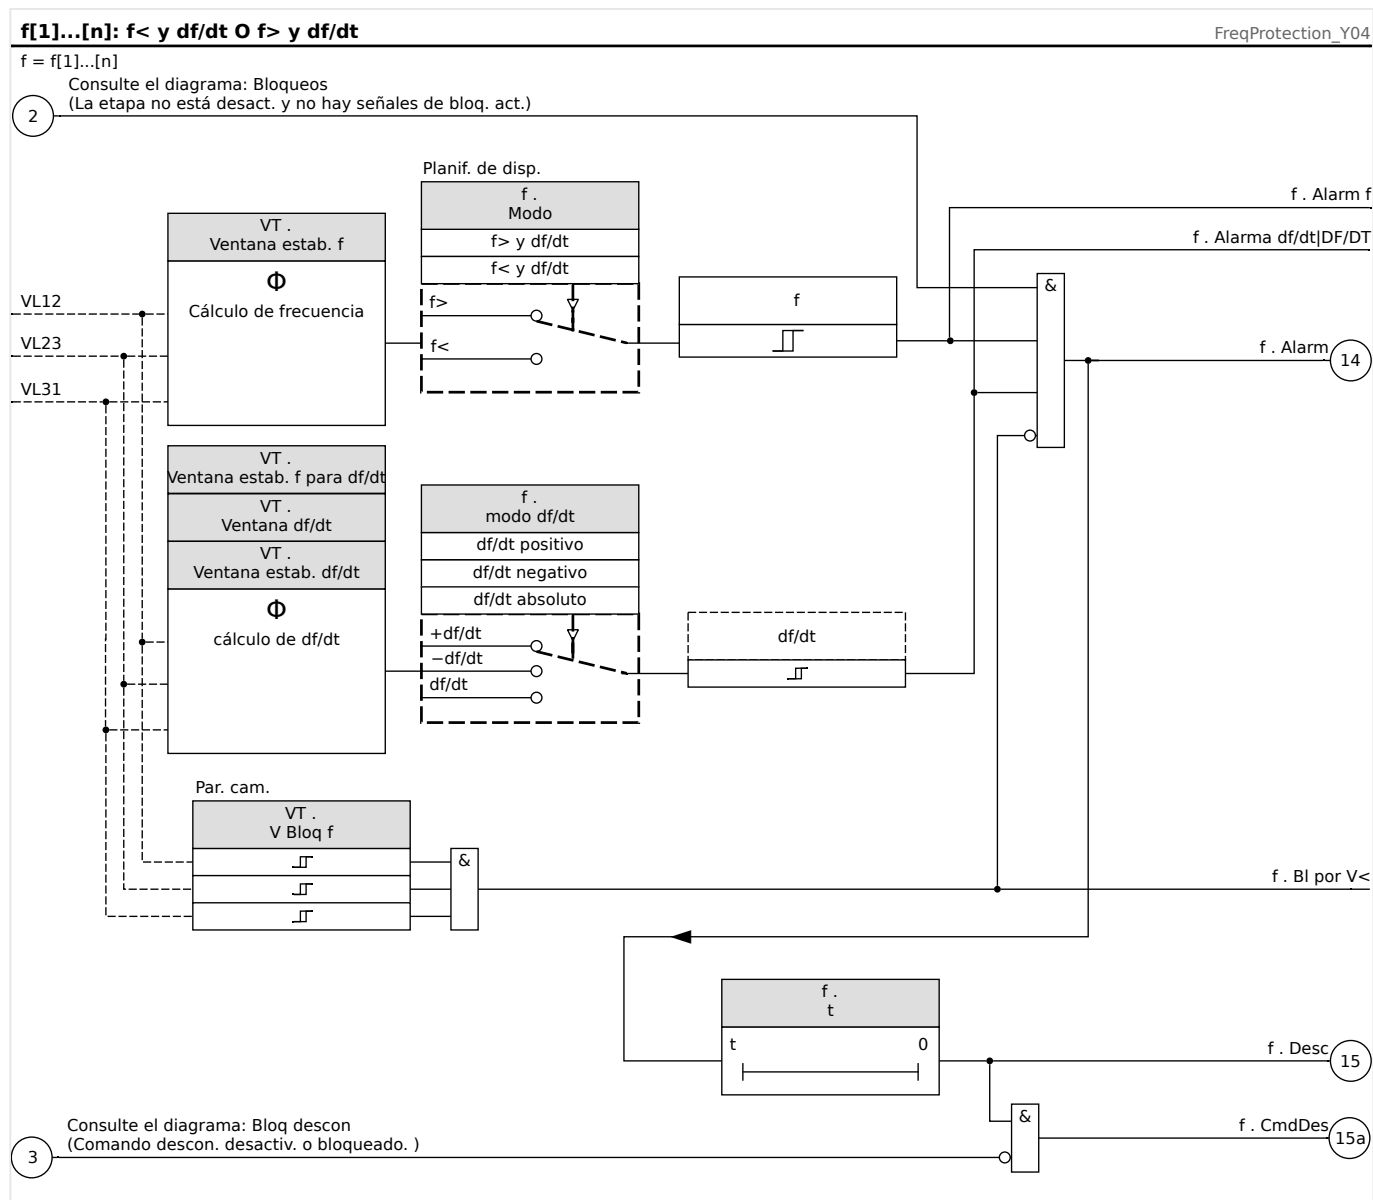 f[1]...[n]: f< y df/dt O f> y df/dt
FreqProtection_Y04
f = f[1]...[n]
Consulte el diagrama: Bloqueos
(La etapa no está desact. y no hay señales de bloq. act.)
2
Planif. de disp.
f .
Modo
f> y df/dt
f< y df/dt
f>
f<
VT .
Ventana estab. f
Φ
Cálculo de frecuencia
VL12
VL23
VL31
f
f . Alarm f
f . Alarma df/dt|DF/DT
&
f . Alarm
14
VT .
Ventana estab. f para df/dt
VT .
Ventana df/dt
VT .
Ventana estab. df/dt
Φ
cálculo de df/dt
f .
modo df/dt
df/dt positivo
df/dt negativo
df/dt absoluto
+df/dt
−df/dt
df/dt
df/dt
Par. cam.
VT .
V Bloq f
&
f . Bl por V<
f .
t
t
0
f . Desc
15
Consulte el diagrama: Bloq descon
(Comando descon. desactiv. o bloqueado. )
3
&
f . CmdDes
15a